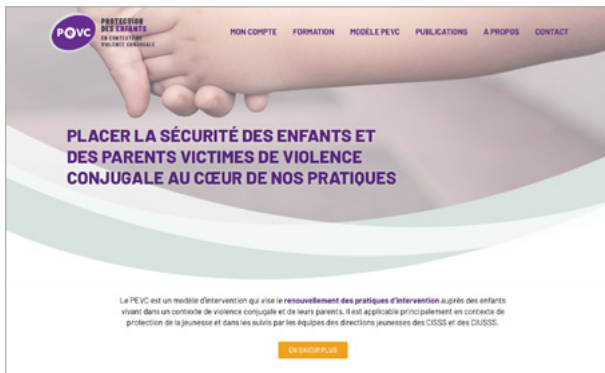 PEVC
PROTECTION
DES ENFANTS
EN CONTEXTE DE
VIOLENCE CONJUGALE
MON COMPTE FORMATION MODÈLE PEVC PUBLICATIONS À PROPOS CONTACT
PLACER LA SÉCURITÉ DES ENFANTS ET
DES PARENTS VICTIMES DE VIOLENCE
CONJUGALE AU CŒUR DE NOS PRATIQUES
Le PEVC est un modèle d'intervention qui vise le renouvellement des pratiques d'intervention auprès des enfants
vivant dans un contexte de violence conjugale et de leurs parents. Il est applicable principalement en contexte de
protection de la jeunesse et dans les suivis par les équipes des directions jeunesses des CISSS et des CIUSSS.
EN SAVOIR PLUS